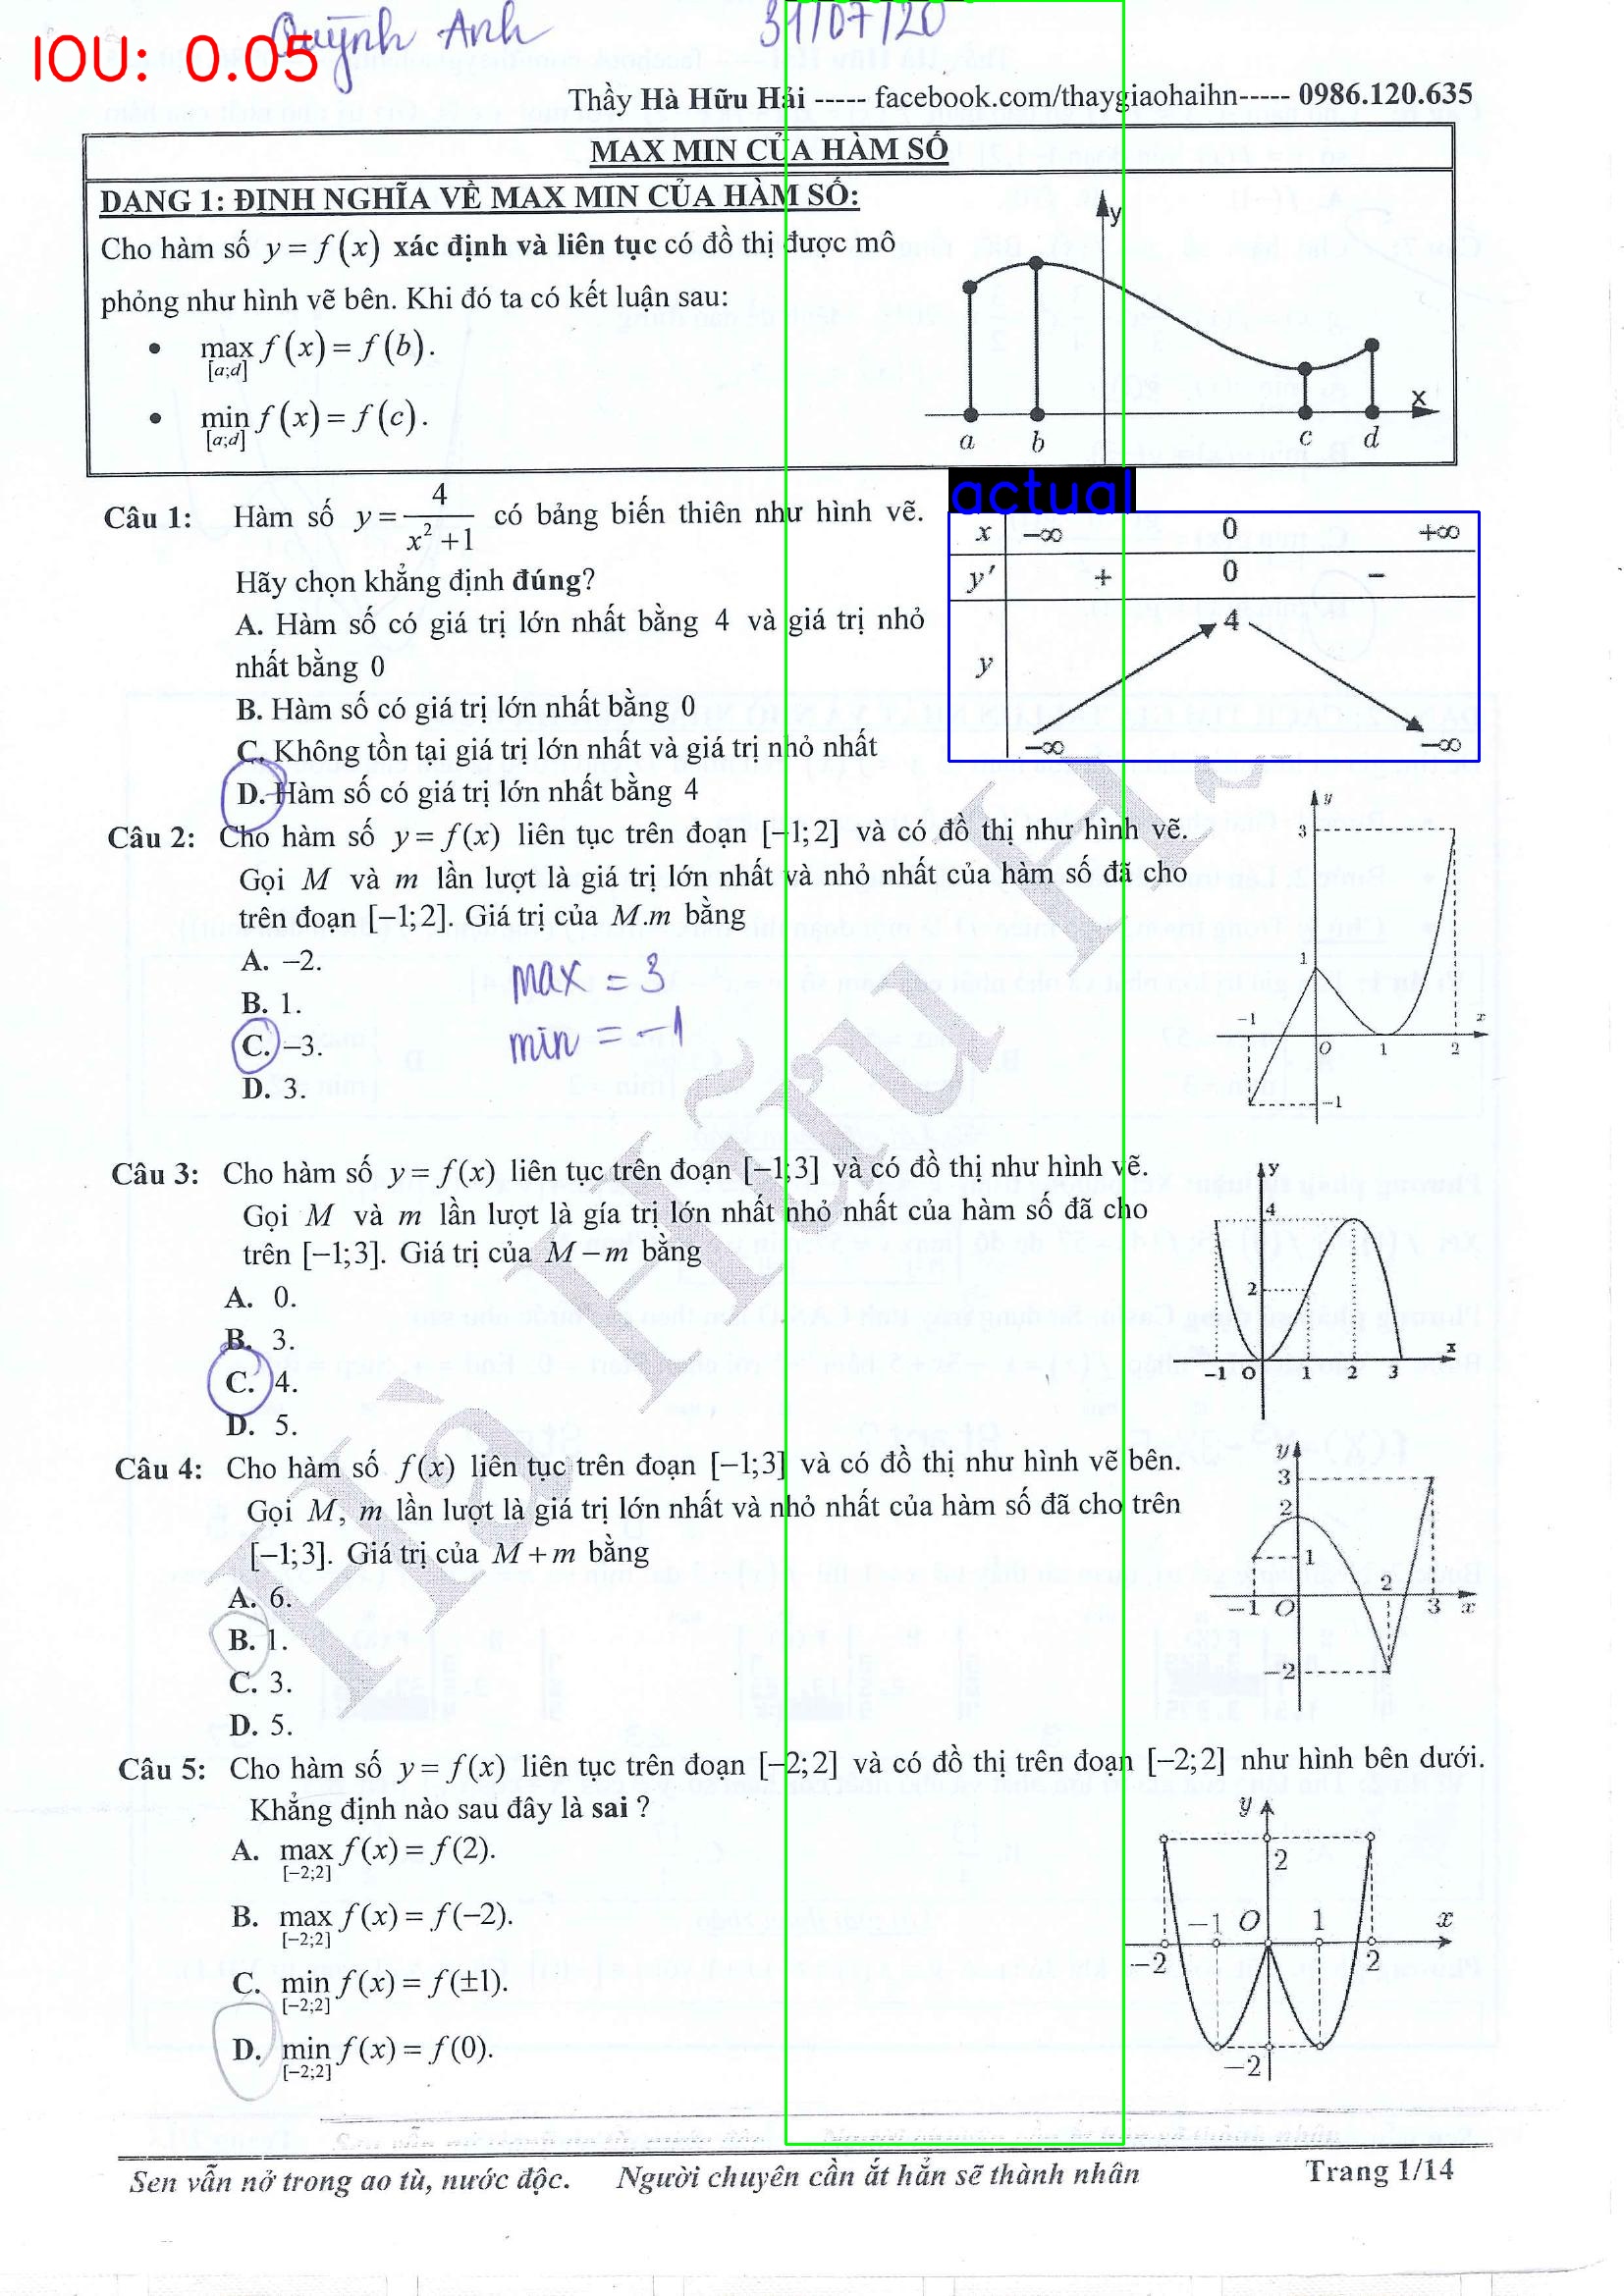 Quỳnh Anh 31/07/20
IOU: 0.05
Thầy Hà Hữu Hải ----- facebook.com/thaygiaohaihn----- 0986.120.635
MAX MIN CỦA HÀM SỐ
DẠNG 1: ĐỊNH NGHĨA VỀ MAX MIN CỦA HÀM SỐ:
Cho hàm số y = f(x) xác định và liên tục có đồ thị được mô
phỏng như hình vẽ bên. Khi đó ta có kết luận sau:
• max f(x) = f(b).
[a;d]
• min f(x) = f(c).
[a;d]
y
x
a b c d
actual
Câu 1: Hàm số y = 4/(x² + 1) có bảng biến thiên như hình vẽ.
Hãy chọn khẳng định đúng?
A. Hàm số có giá trị lớn nhất bằng 4 và giá trị nhỏ
nhất bằng 0
B. Hàm số có giá trị lớn nhất bằng 0
C. Không tồn tại giá trị lớn nhất và giá trị nhỏ nhất
D. Hàm số có giá trị lớn nhất bằng 4
x −∞ 0 +∞
y′ + 0 −
4
y
−∞ −∞
Câu 2: Cho hàm số y = f(x) liên tục trên đoạn [−1;2] và có đồ thị như hình vẽ.
Gọi M và m lần lượt là giá trị lớn nhất và nhỏ nhất của hàm số đã cho
trên đoạn [−1;2]. Giá trị của M.m bằng
A. −2.
B. 1.
C. −3.
D. 3.
max = 3
min = −1
y
3
1
−1 x
O 1 2
−1
Câu 3: Cho hàm số y = f(x) liên tục trên đoạn [−1;3] và có đồ thị như hình vẽ.
Gọi M và m lần lượt là gía trị lớn nhất nhỏ nhất của hàm số đã cho
trên [−1;3]. Giá trị của M − m bằng
A. 0.
B. 3.
C. 4.
D. 5.
y
4
2
x
−1 O 1 2 3
Câu 4: Cho hàm số f(x) liên tục trên đoạn [−1;3] và có đồ thị như hình vẽ bên.
Gọi M, m lần lượt là giá trị lớn nhất và nhỏ nhất của hàm số đã cho trên
[−1;3]. Giá trị của M + m bằng
A. 6.
B. 1.
C. 3.
D. 5.
y
3
2
1
2
−1 O 3 x
−2
Câu 5: Cho hàm số y = f(x) liên tục trên đoạn [−2;2] và có đồ thị trên đoạn [−2;2] như hình bên dưới.
Khẳng định nào sau đây là sai ?
A. max f(x) = f(2).
[−2;2]
B. max f(x) = f(−2).
[−2;2]
C. min f(x) = f(±1).
[−2;2]
D. min f(x) = f(0).
[−2;2]
y
2
−1 O 1 x
−2 2
−2
Hà Hữu Hả
Sen vẫn nở trong ao tù, nước độc. Người chuyên cần ắt hẳn sẽ thành nhân Trang 1/14